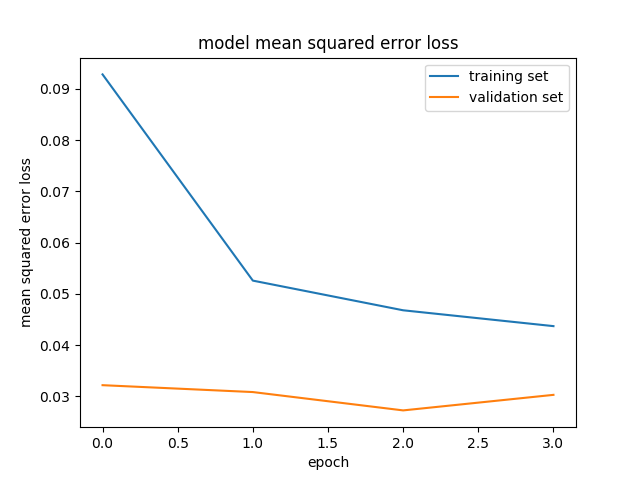 model mean squared error loss
training set
validation set
0.09
0.08
0.07
0.06
0.05
0.04
0.03
mean squared error loss
0.0 0.5 1.0 1.5 2.0 2.5 3.0
epoch